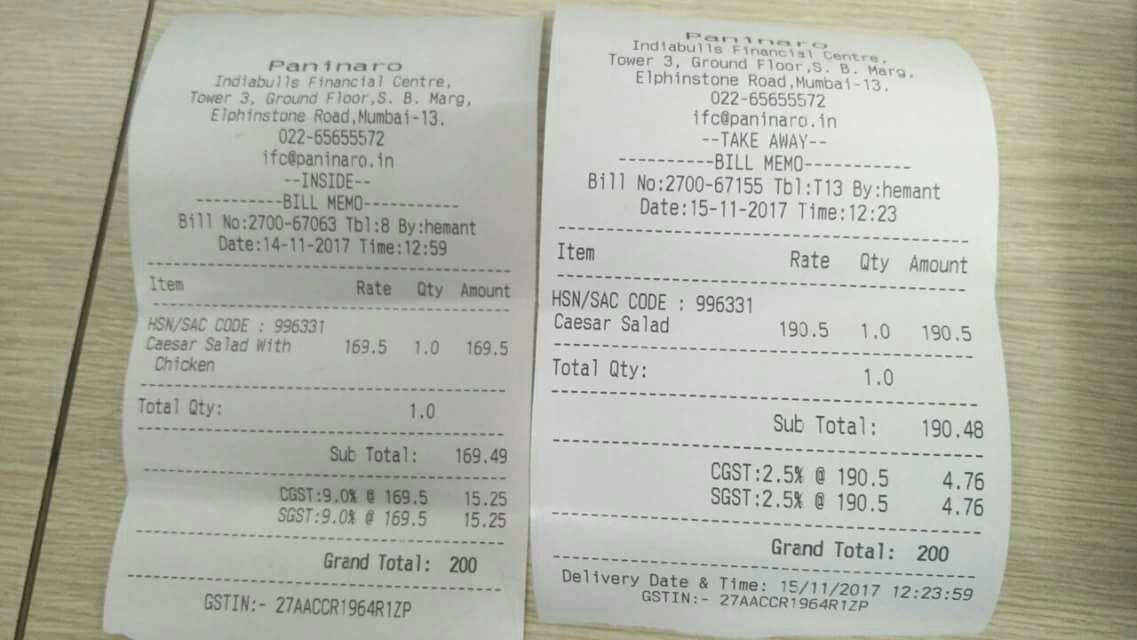 Paninaro
Indiabulls Financial Centre,
Tower 3, Ground Floor,S. B. Marg,
Elphinstone Road,Mumbai-13.
022-65655572
ifc@paninaro.in
--INSIDE--
----------BILL MEMO-----------
Bill No:2700-67063 Tbl:8 By:hemant
Date:14-11-2017 Time:12:59
Item Rate Qty Amount
HSN/SAC CODE : 996331
Caesar Salad With 169.5 1.0 169.5
Chicken
Total Qty: 1.0
Sub Total: 169.49
CGST:9.0% @ 169.5 15.25
SGST:9.0% @ 169.5 15.25
Grand Total: 200
GSTIN:- 27AACCR1964R1ZP
Paninaro
Indiabulls Financial Centre,
Tower 3, Ground Floor,S. B. Marg,
Elphinstone Road,Mumbai-13.
022-65655572
ifc@paninaro.in
--TAKE AWAY--
----------BILL MEMO-----------
Bill No:2700-67155 Tbl:T13 By:hemant
Date:15-11-2017 Time:12:23
Item Rate Qty Amount
HSN/SAC CODE : 996331
Caesar Salad 190.5 1.0 190.5
Total Qty: 1.0
Sub Total: 190.48
CGST:2.5% @ 190.5 4.76
SGST:2.5% @ 190.5 4.76
Grand Total: 200
Delivery Date & Time: 15/11/2017 12:23:59
GSTIN:- 27AACCR1964R1ZP